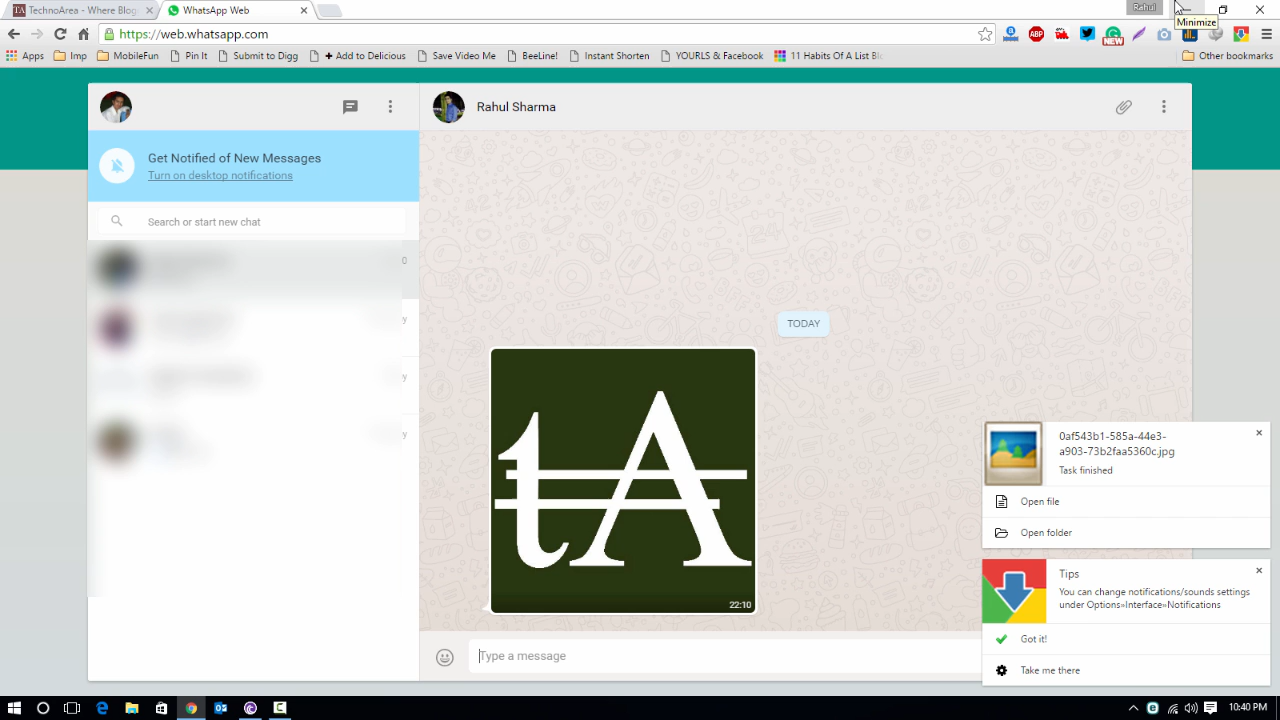 TechnoArea - Where Blog
WhatsApp Web
Rahul
Minimize
https://web.whatsapp.com
ABP
NEW
Apps
Imp
MobileFun
Pin It
Submit to Digg
+ Add to Delicious
Save Video Me
BeeLine!
Instant Shorten
YOURLS & Facebook
11 Habits Of A List Bl
Other bookmarks
Rahul Sharma
Get Notified of New Messages
Turn on desktop notifications
Search or start new chat
TODAY
tA
22:10
Type a message
0af543b1-585a-44e3-
a903-73b2faa5360c.jpg
Task finished
Open file
Open folder
Tips
You can change notifications/sounds settings
under Options»Interface»Notifications
Got it!
Take me there
10:40 PM